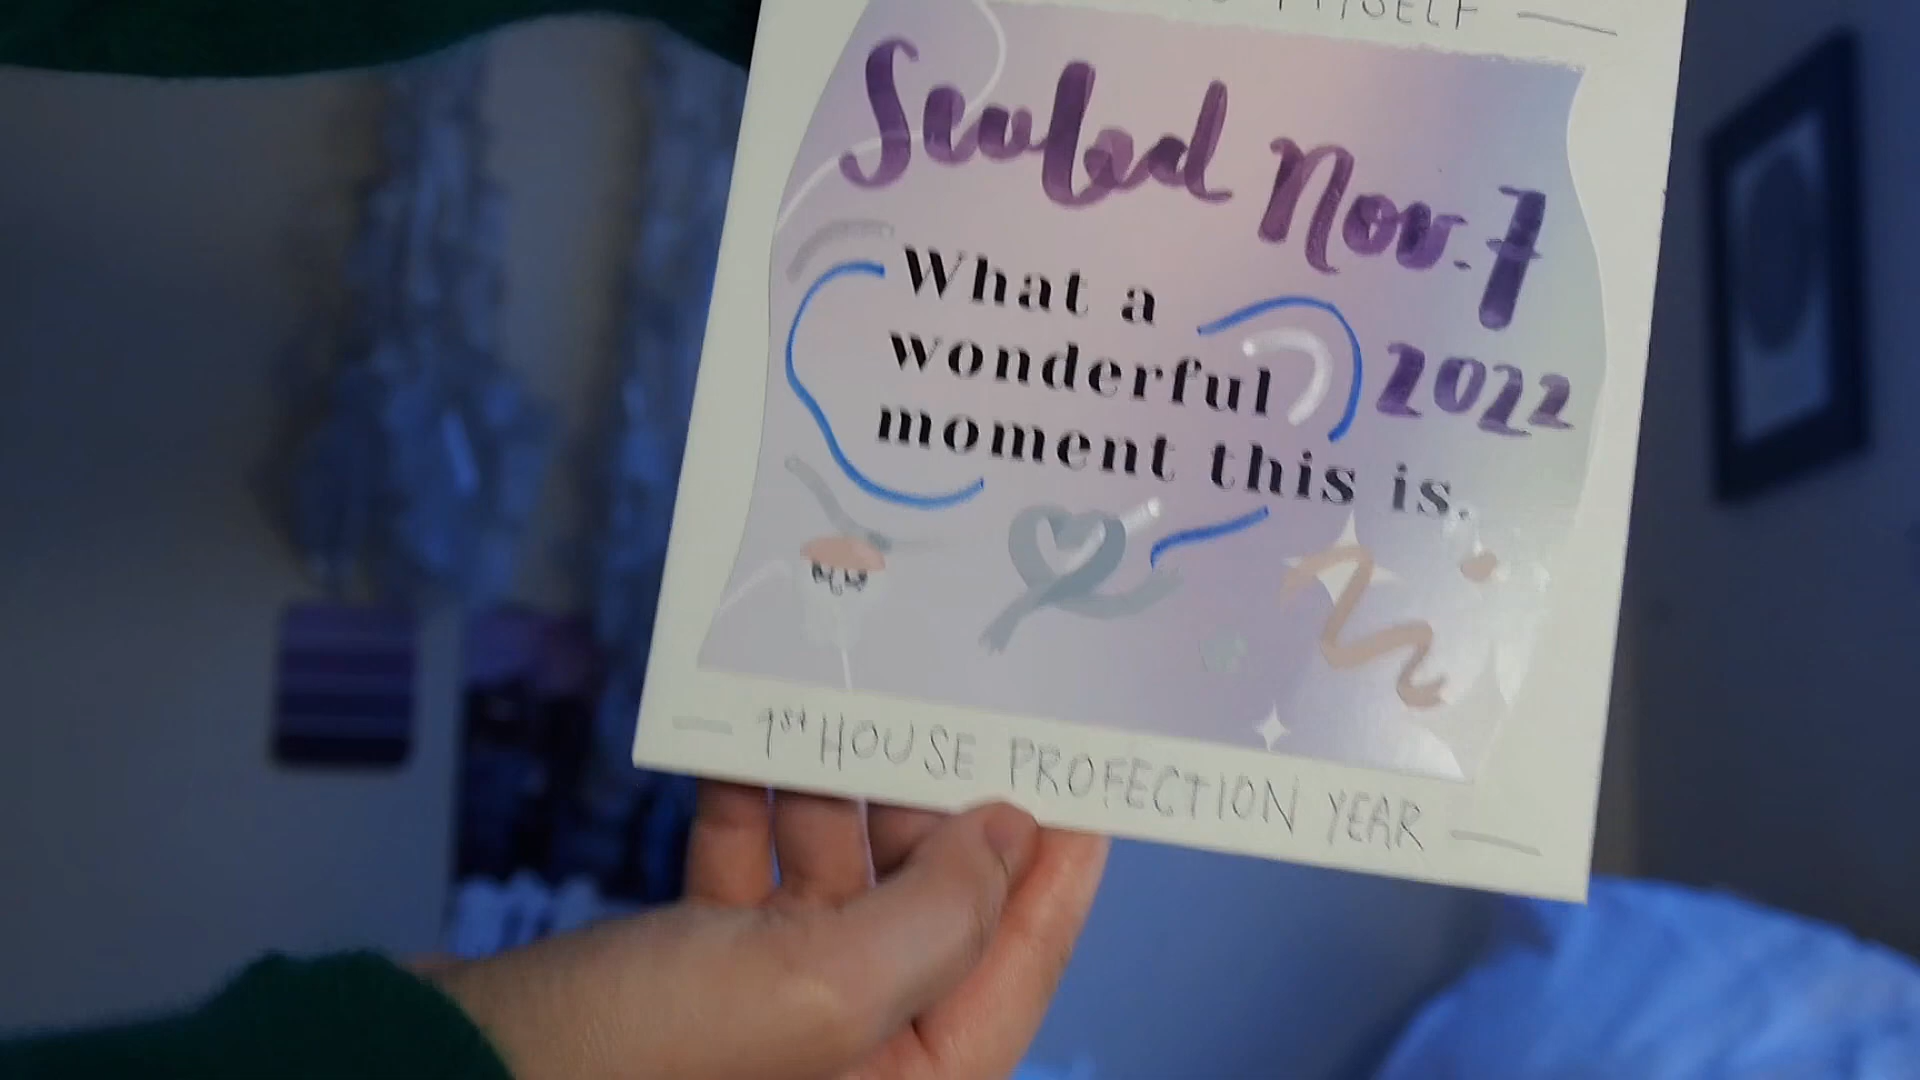 MYSELF
Sealed Nov. 7
2022
What a
wonderful
moment this is.
1st HOUSE PROFECTION YEAR